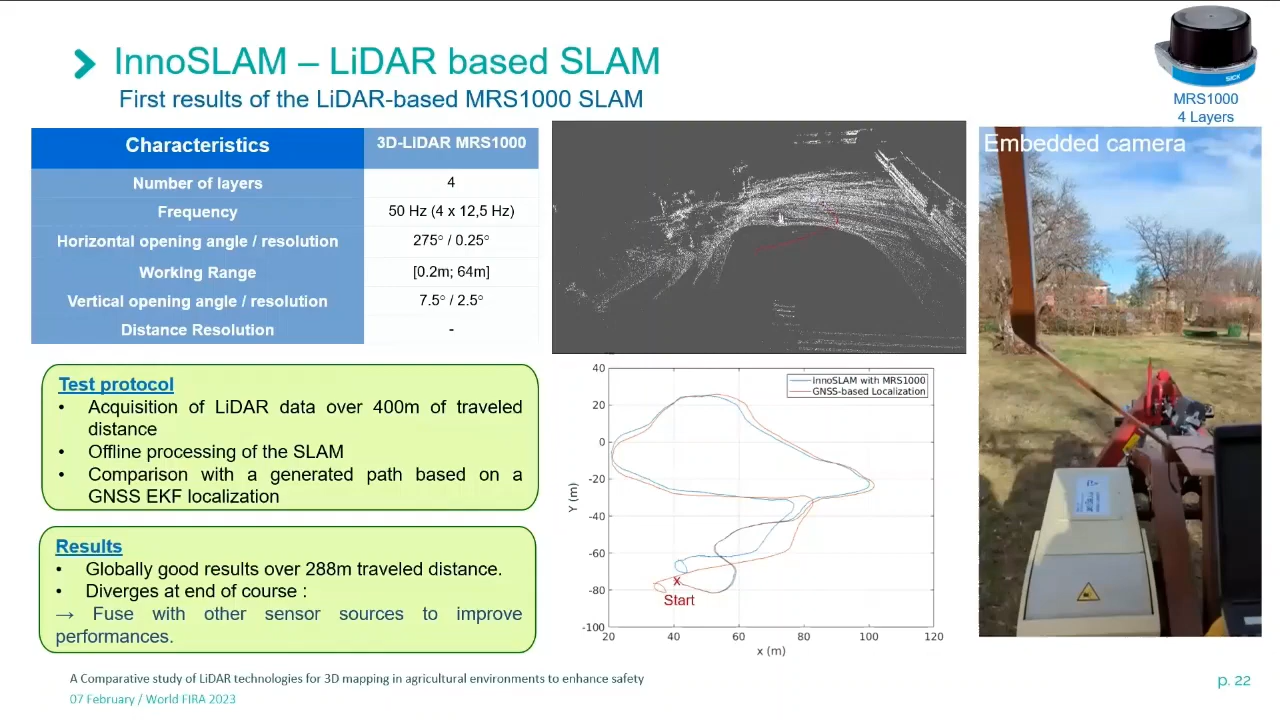 InnoSLAM – LiDAR based SLAM
First results of the LiDAR-based MRS1000 SLAM
SICK
MRS1000
4 Layers
Characteristics 3D-LiDAR MRS1000
Number of layers 4
Frequency 50 Hz (4 x 12,5 Hz)
Horizontal opening angle / resolution 275° / 0.25°
Working Range [0.2m; 64m]
Vertical opening angle / resolution 7.5° / 2.5°
Distance Resolution -
Embedded camera
Test protocol
• Acquisition of LiDAR data over 400m of traveled
distance
• Offline processing of the SLAM
• Comparison with a generated path based on a
GNSS EKF localization
Results
• Globally good results over 288m traveled distance.
• Diverges at end of course :
→ Fuse with other sensor sources to improve
performances.
InnoSLAM with MRS1000
GNSS-based Localization
40
20
0
-20
-40
-60
-80
-100
Y (m)
x
Start
20 40 60 80 100 120
x (m)
A Comparative study of LiDAR technologies for 3D mapping in agricultural environments to enhance safety
07 February / World FIRA 2023
p. 22